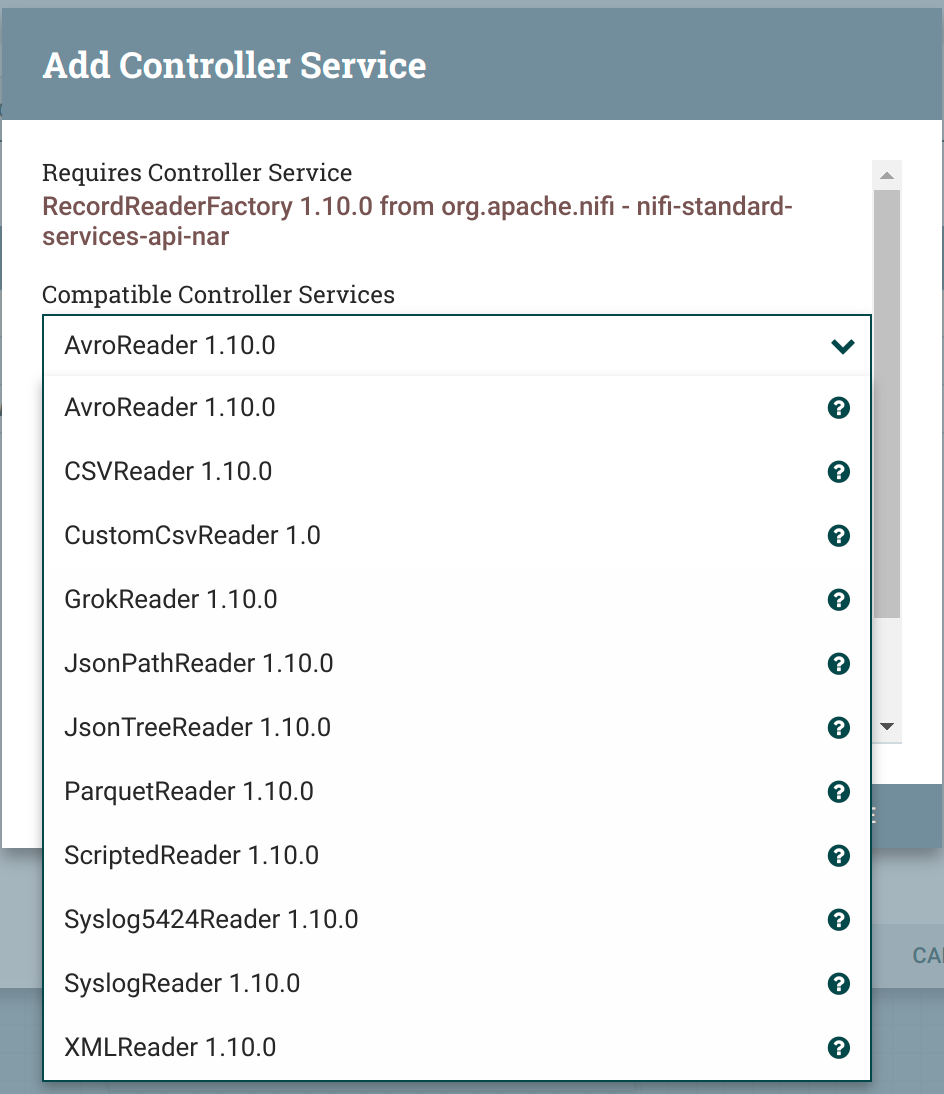 Add Controller Service
Requires Controller Service
RecordReaderFactory 1.10.0 from org.apache.nifi - nifi-standard-
services-api-nar
Compatible Controller Services
AvroReader 1.10.0
AvroReader 1.10.0
CSVReader 1.10.0
CustomCsvReader 1.0
GrokReader 1.10.0
JsonPathReader 1.10.0
JsonTreeReader 1.10.0
ParquetReader 1.10.0
ScriptedReader 1.10.0
Syslog5424Reader 1.10.0
SyslogReader 1.10.0
XMLReader 1.10.0